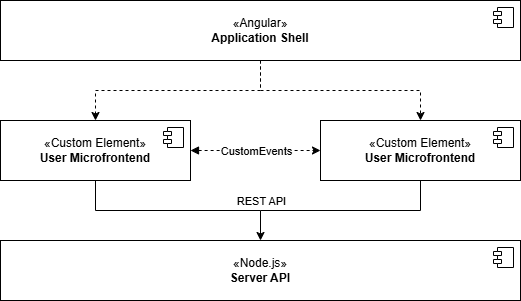 «Angular»
Application Shell
«Custom Element»
User Microfrontend
«Custom Element»
User Microfrontend
CustomEvents
REST API
«Node.js»
Server API